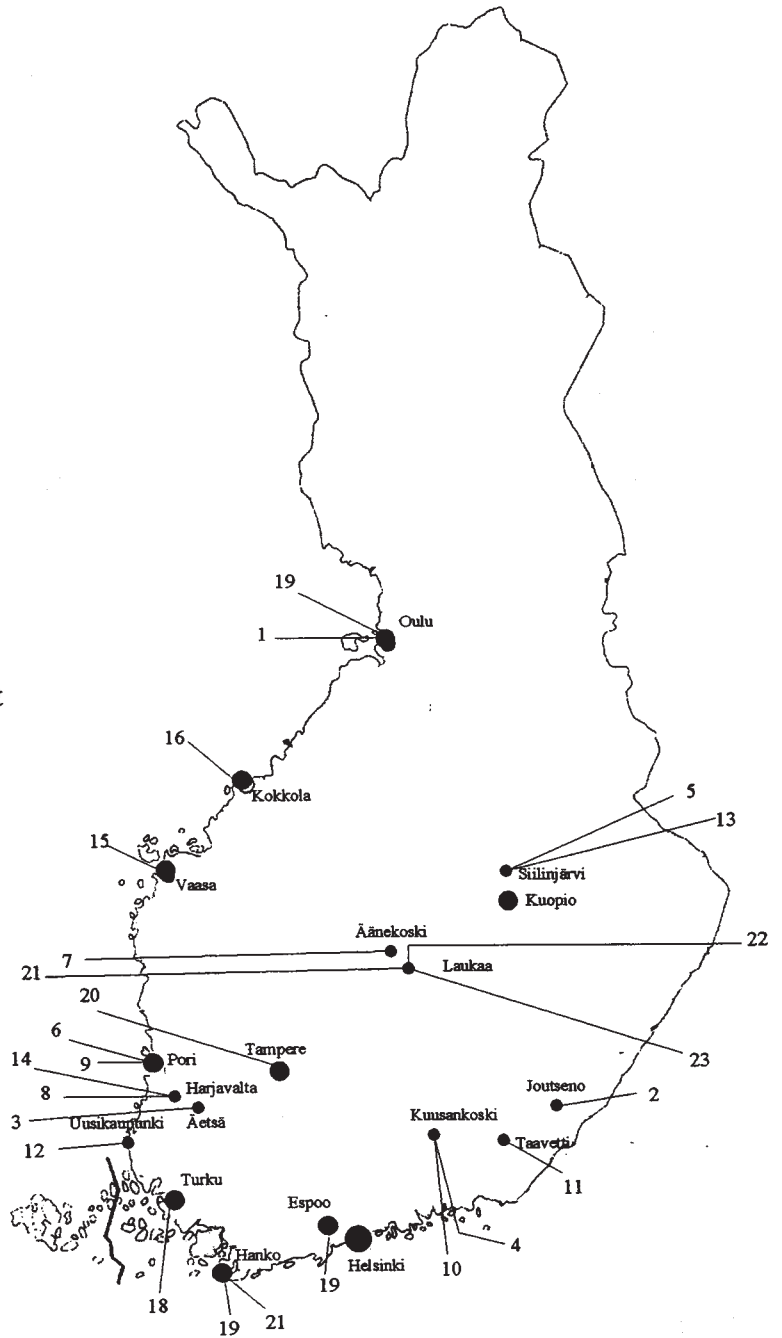 19
Oulu
1
16
Kokkola
5
13
15
Siilinjärvi
Vaasa
Kuopio
Äänekoski
22
7
Laukaa
21
20
6
Tampere
Pori
9
23
14
Harjavalta
Joutseno
8
2
Kuusankoski
3
Uusikaupunki
Äetsä
Taavetti
12
11
Turku
Espoo
4
Hanko
Helsinki
10
19
18
21
19